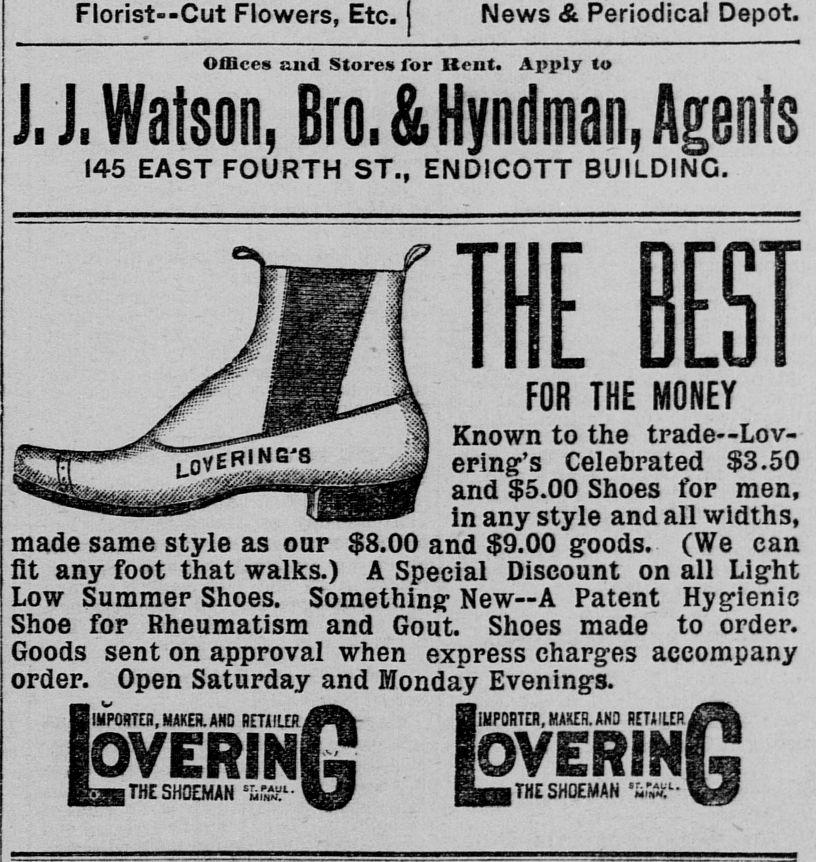 Florist--Cut Flowers, Etc.
News & Periodical Depot.
Offices and Stores for Rent. Apply to
J. J. Watson, Bro. & Hyndman, Agents
145 EAST FOURTH ST., ENDICOTT BUILDING.
LOVERING'S
THE BEST
FOR THE MONEY
Known to the trade--Lov-
ering's Celebrated $3.50
and $5.00 Shoes for men,
in any style and all widths,
made same style as our $8.00 and $9.00 goods. (We can
fit any foot that walks.) A Special Discount on all Light
Low Summer Shoes. Something New--A Patent Hygienic
Shoe for Rheumatism and Gout. Shoes made to order.
Goods sent on approval when express charges accompany
order. Open Saturday and Monday Evenings.
IMPORTER, MAKER. AND RETAILER
LOVERING
THE SHOEMAN ST. PAUL. MINN.
IMPORTER, MAKER. AND RETAILER
LOVERING
THE SHOEMAN ST. PAUL. MINN.